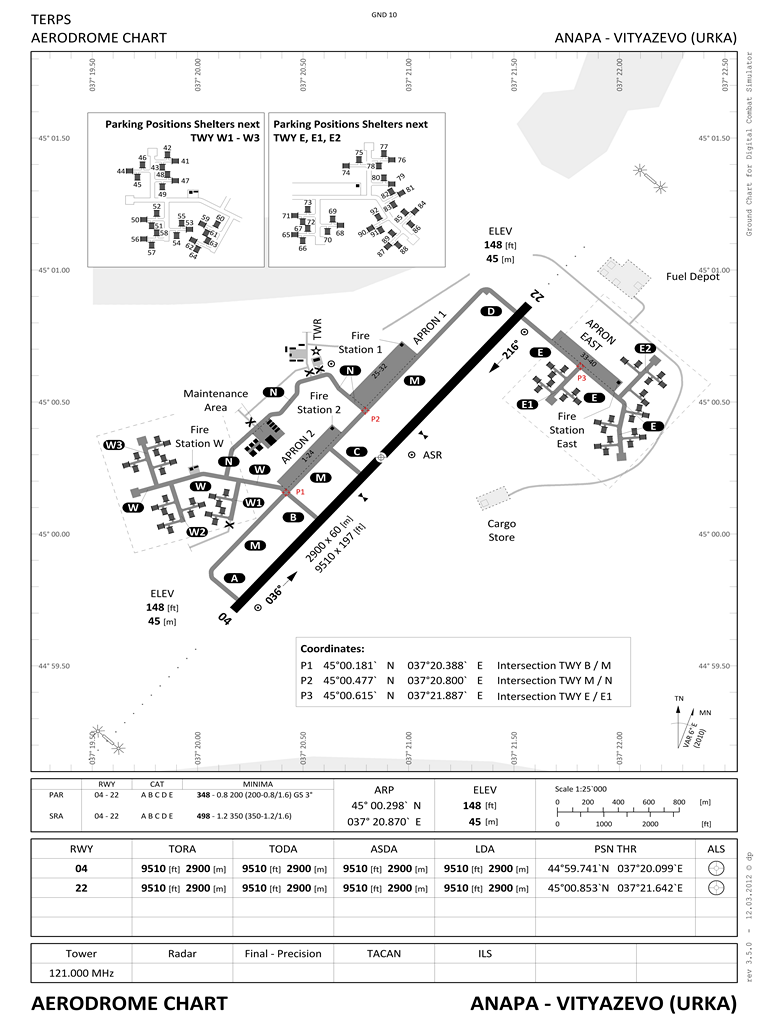 TERPS
GND 10
AERODROME CHART
ANAPA - VITYAZEVO (URKA)
037° 19.50
037° 20.00
037° 20.50
037° 21.00
037° 21.50
037° 22.00
037° 22.50
Ground Chart for Digital Combat Simulator
45° 01.50
45° 01.50
Parking Positions Shelters next
TWY W1 - W3
42
46
41
43
44
48
45
47
49
52
50
55
59
60
51
53
58
61
56
54
63
57
62
64
Parking Positions Shelters next
TWY E, E1, E2
77
75
76
74
78
80
79
82
81
73
83
84
71
69
92
85
72
67
68
86
65
90
91
70
89
66
87
88
ELEV
148 [ft]
45 [m]
45° 01.00
45° 01.00
Fuel Depot
22
D
TWR
Fire
Station 1
APRON 1
APRON
EAST
216°
E
E2
33-40
P3
N
N
25-32
M
Maintenance
Area
Fire
Station 2
E1
E
45° 00.50
45° 00.50
P2
Fire
Station
East
E
Fire
Station W
W3
APRON 2
C
ASR
N
W
1-24
M
W
P1
W1
W
B
Cargo
Store
W2
45° 00.00
45° 00.00
M
2900 x 60 [m]
9510 x 197 [ft]
A
036°
04
ELEV
148 [ft]
45 [m]
44° 59.50
44° 59.50
Coordinates:
P1 45°00.181` N 037°20.388` E Intersection TWY B / M
P2 45°00.477` N 037°20.800` E Intersection TWY M / N
P3 45°00.615` N 037°21.887` E Intersection TWY E / E1
TN
MN
VAR 6° E
(2010)
037° 19.50
037° 20.00
037° 20.50
037° 21.00
037° 21.50
037° 22.00
RWY CAT MINIMA
PAR 04 - 22 A B C D E 348 - 0.8 200 (200-0.8/1.6) GS 3°
SRA 04 - 22 A B C D E 498 - 1.2 350 (350-1.2/1.6)
ARP
45° 00.298` N
037° 20.870` E
ELEV
148 [ft]
45 [m]
Scale 1:25`000
0 200 400 600 800 [m]
0 1000 2000 [ft]
RWY TORA TODA ASDA LDA PSN THR ALS
04 9510 [ft] 2900 [m] 9510 [ft] 2900 [m] 9510 [ft] 2900 [m] 9510 [ft] 2900 [m] 44°59.741`N 037°20.099`E
22 9510 [ft] 2900 [m] 9510 [ft] 2900 [m] 9510 [ft] 2900 [m] 9510 [ft] 2900 [m] 45°00.853`N 037°21.642`E
Tower Radar Final - Precision TACAN ILS
121.000 MHz
rev 3.5.0 - 12.03.2012 © dp
AERODROME CHART
ANAPA - VITYAZEVO (URKA)